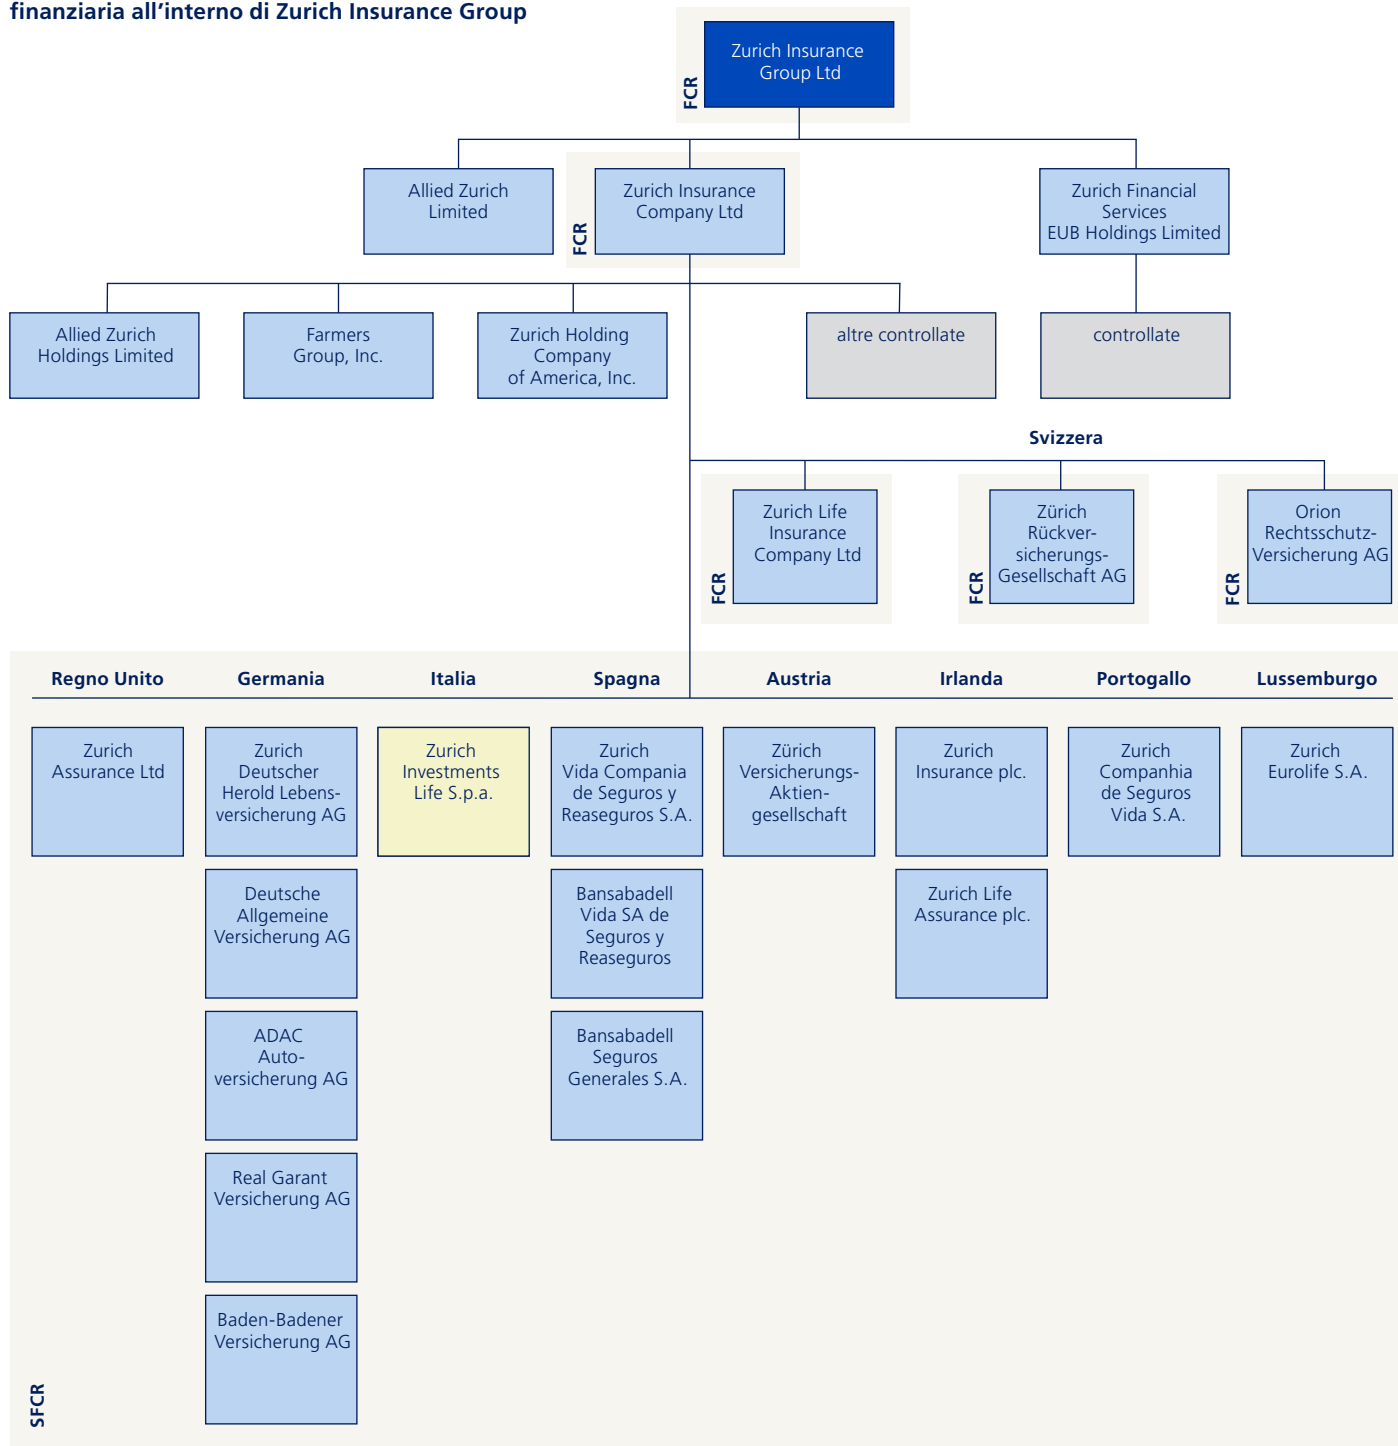 finanziaria all’interno di Zurich Insurance Group
Zurich Insurance
Group Ltd
FCR
Allied Zurich
Limited
Zurich Insurance
Company Ltd
FCR
Zurich Financial
Services
EUB Holdings Limited
Allied Zurich
Holdings Limited
Farmers
Group, Inc.
Zurich Holding
Company
of America, Inc.
altre controllate
controllate
Svizzera
Zurich Life
Insurance
Company Ltd
FCR
Zürich
Rückver-
sicherungs-
Gesellschaft AG
FCR
Orion
Rechtsschutz-
Versicherung AG
FCR
Regno Unito
Germania
Italia
Spagna
Austria
Irlanda
Portogallo
Lussemburgo
Zurich
Assurance Ltd
Zurich
Deutscher
Herold Lebens-
versicherung AG
Zurich
Investments
Life S.p.a.
Zurich
Vida Compania
de Seguros y
Reaseguros S.A.
Zürich
Versicherungs-
Aktien-
gesellschaft
Zurich
Insurance plc.
Zurich
Companhia
de Seguros
Vida S.A.
Zurich
Eurolife S.A.
Deutsche
Allgemeine
Versicherung AG
Bansabadell
Vida SA de
Seguros y
Reaseguros
Zurich Life
Assurance plc.
ADAC
Auto-
versicherung AG
Bansabadell
Seguros
Generales S.A.
Real Garant
Versicherung AG
Baden-Badener
Versicherung AG
SFCR